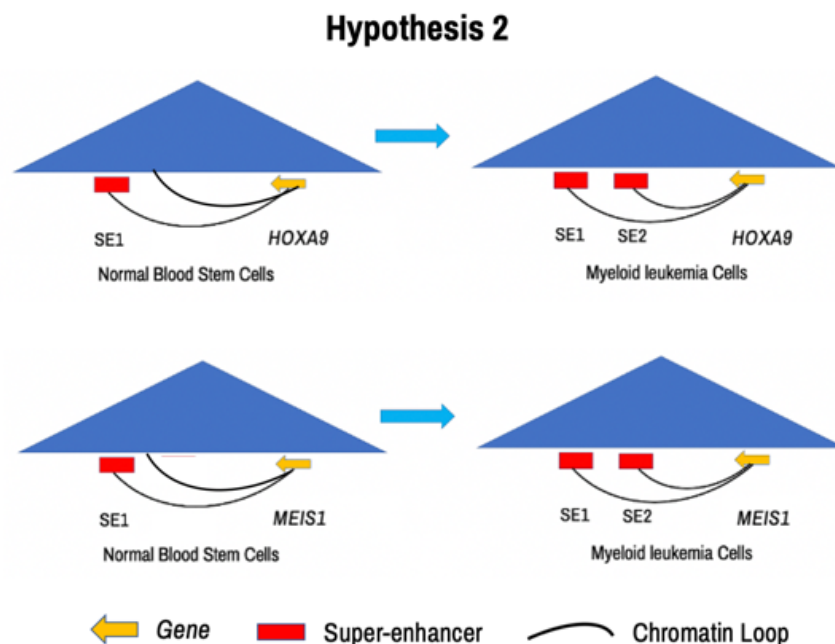 Hypothesis 2
SE1
HOXA9
Normal Blood Stem Cells
SE1
SE2
HOXA9
Myeloid leukemia Cells
SE1
MEIS1
Normal Blood Stem Cells
SE1
SE2
MEIS1
Myeloid leukemia Cells
Gene
Super-enhancer
Chromatin Loop